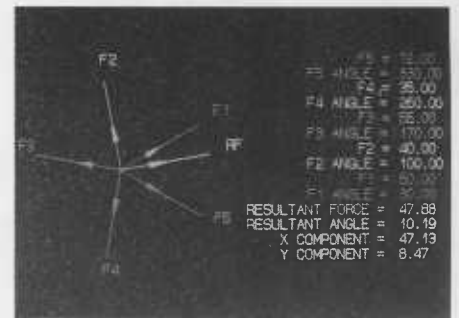 F2
F1
RF
F3
F5
F4
F5 ANGLE = 330.00
F4 = 35.00
F4 ANGLE = 260.00
F3 ANGLE = 170.00
F2 = 40.00
F2 ANGLE = 100.00
RESULTANT FORCE = 47.88
RESULTANT ANGLE = 10.19
X COMPONENT = 47.13
Y COMPONENT = 8.47